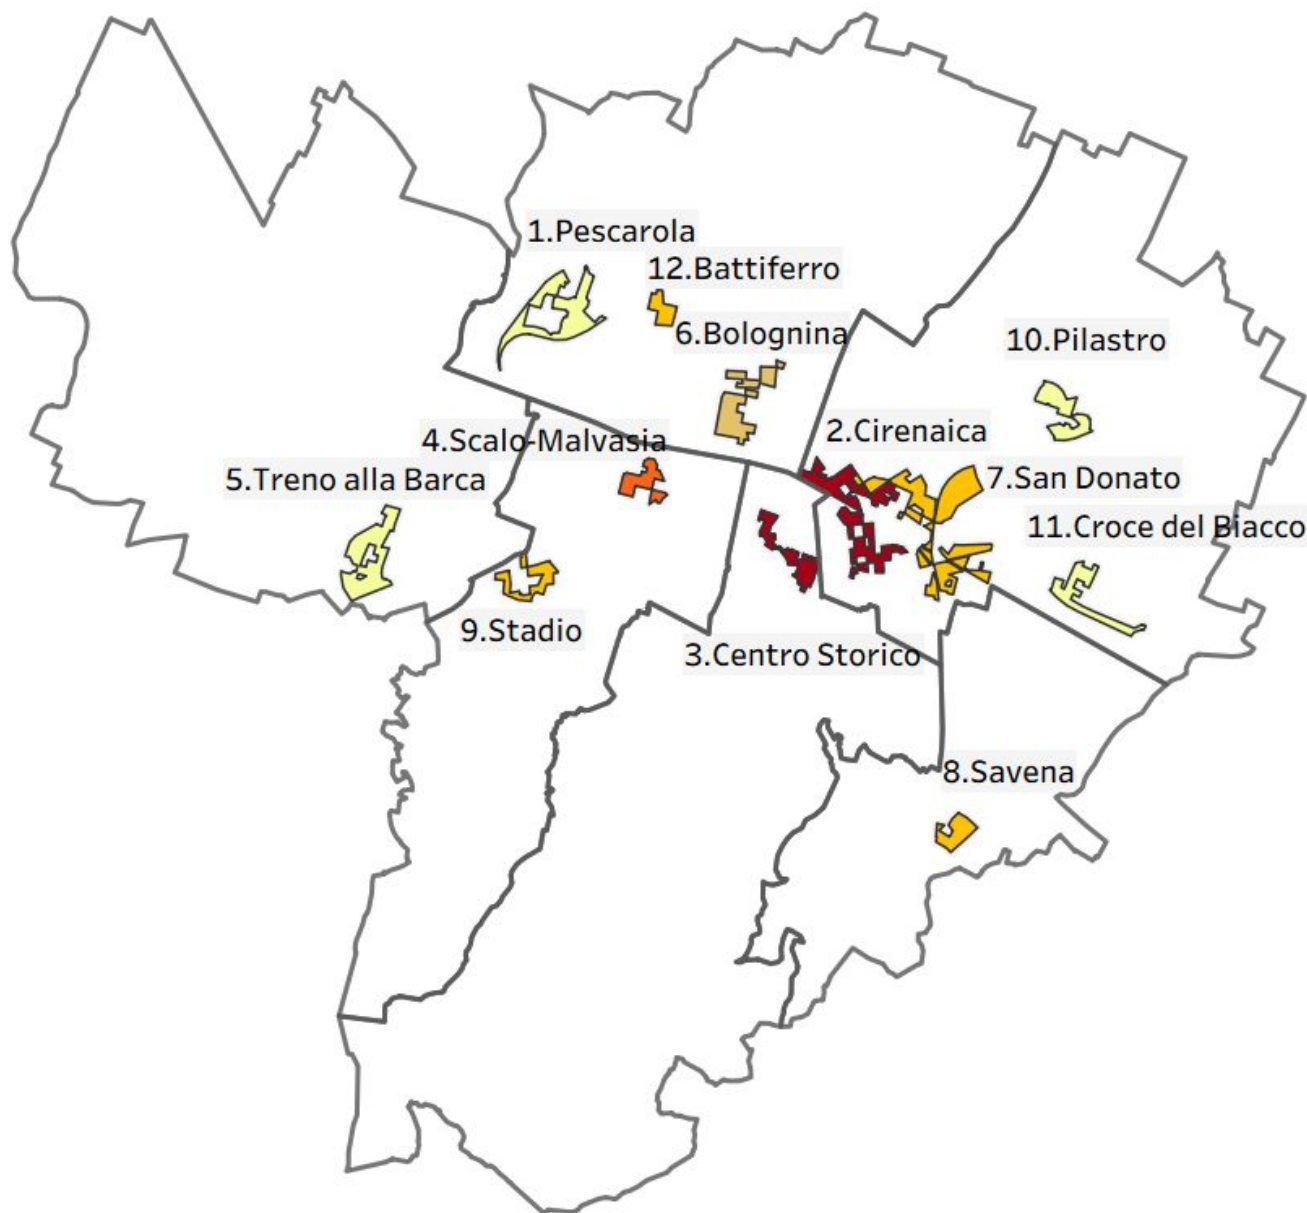 1.Pescarola
12.Battiferro
6.Bolognina
10.Pilastro
2.Cirenaica
4.Scalo-Malvasia
5.Treno alla Barca
7.San Donato
11.Croce del Biacco
9.Stadio
3.Centro Storico
8.Savena